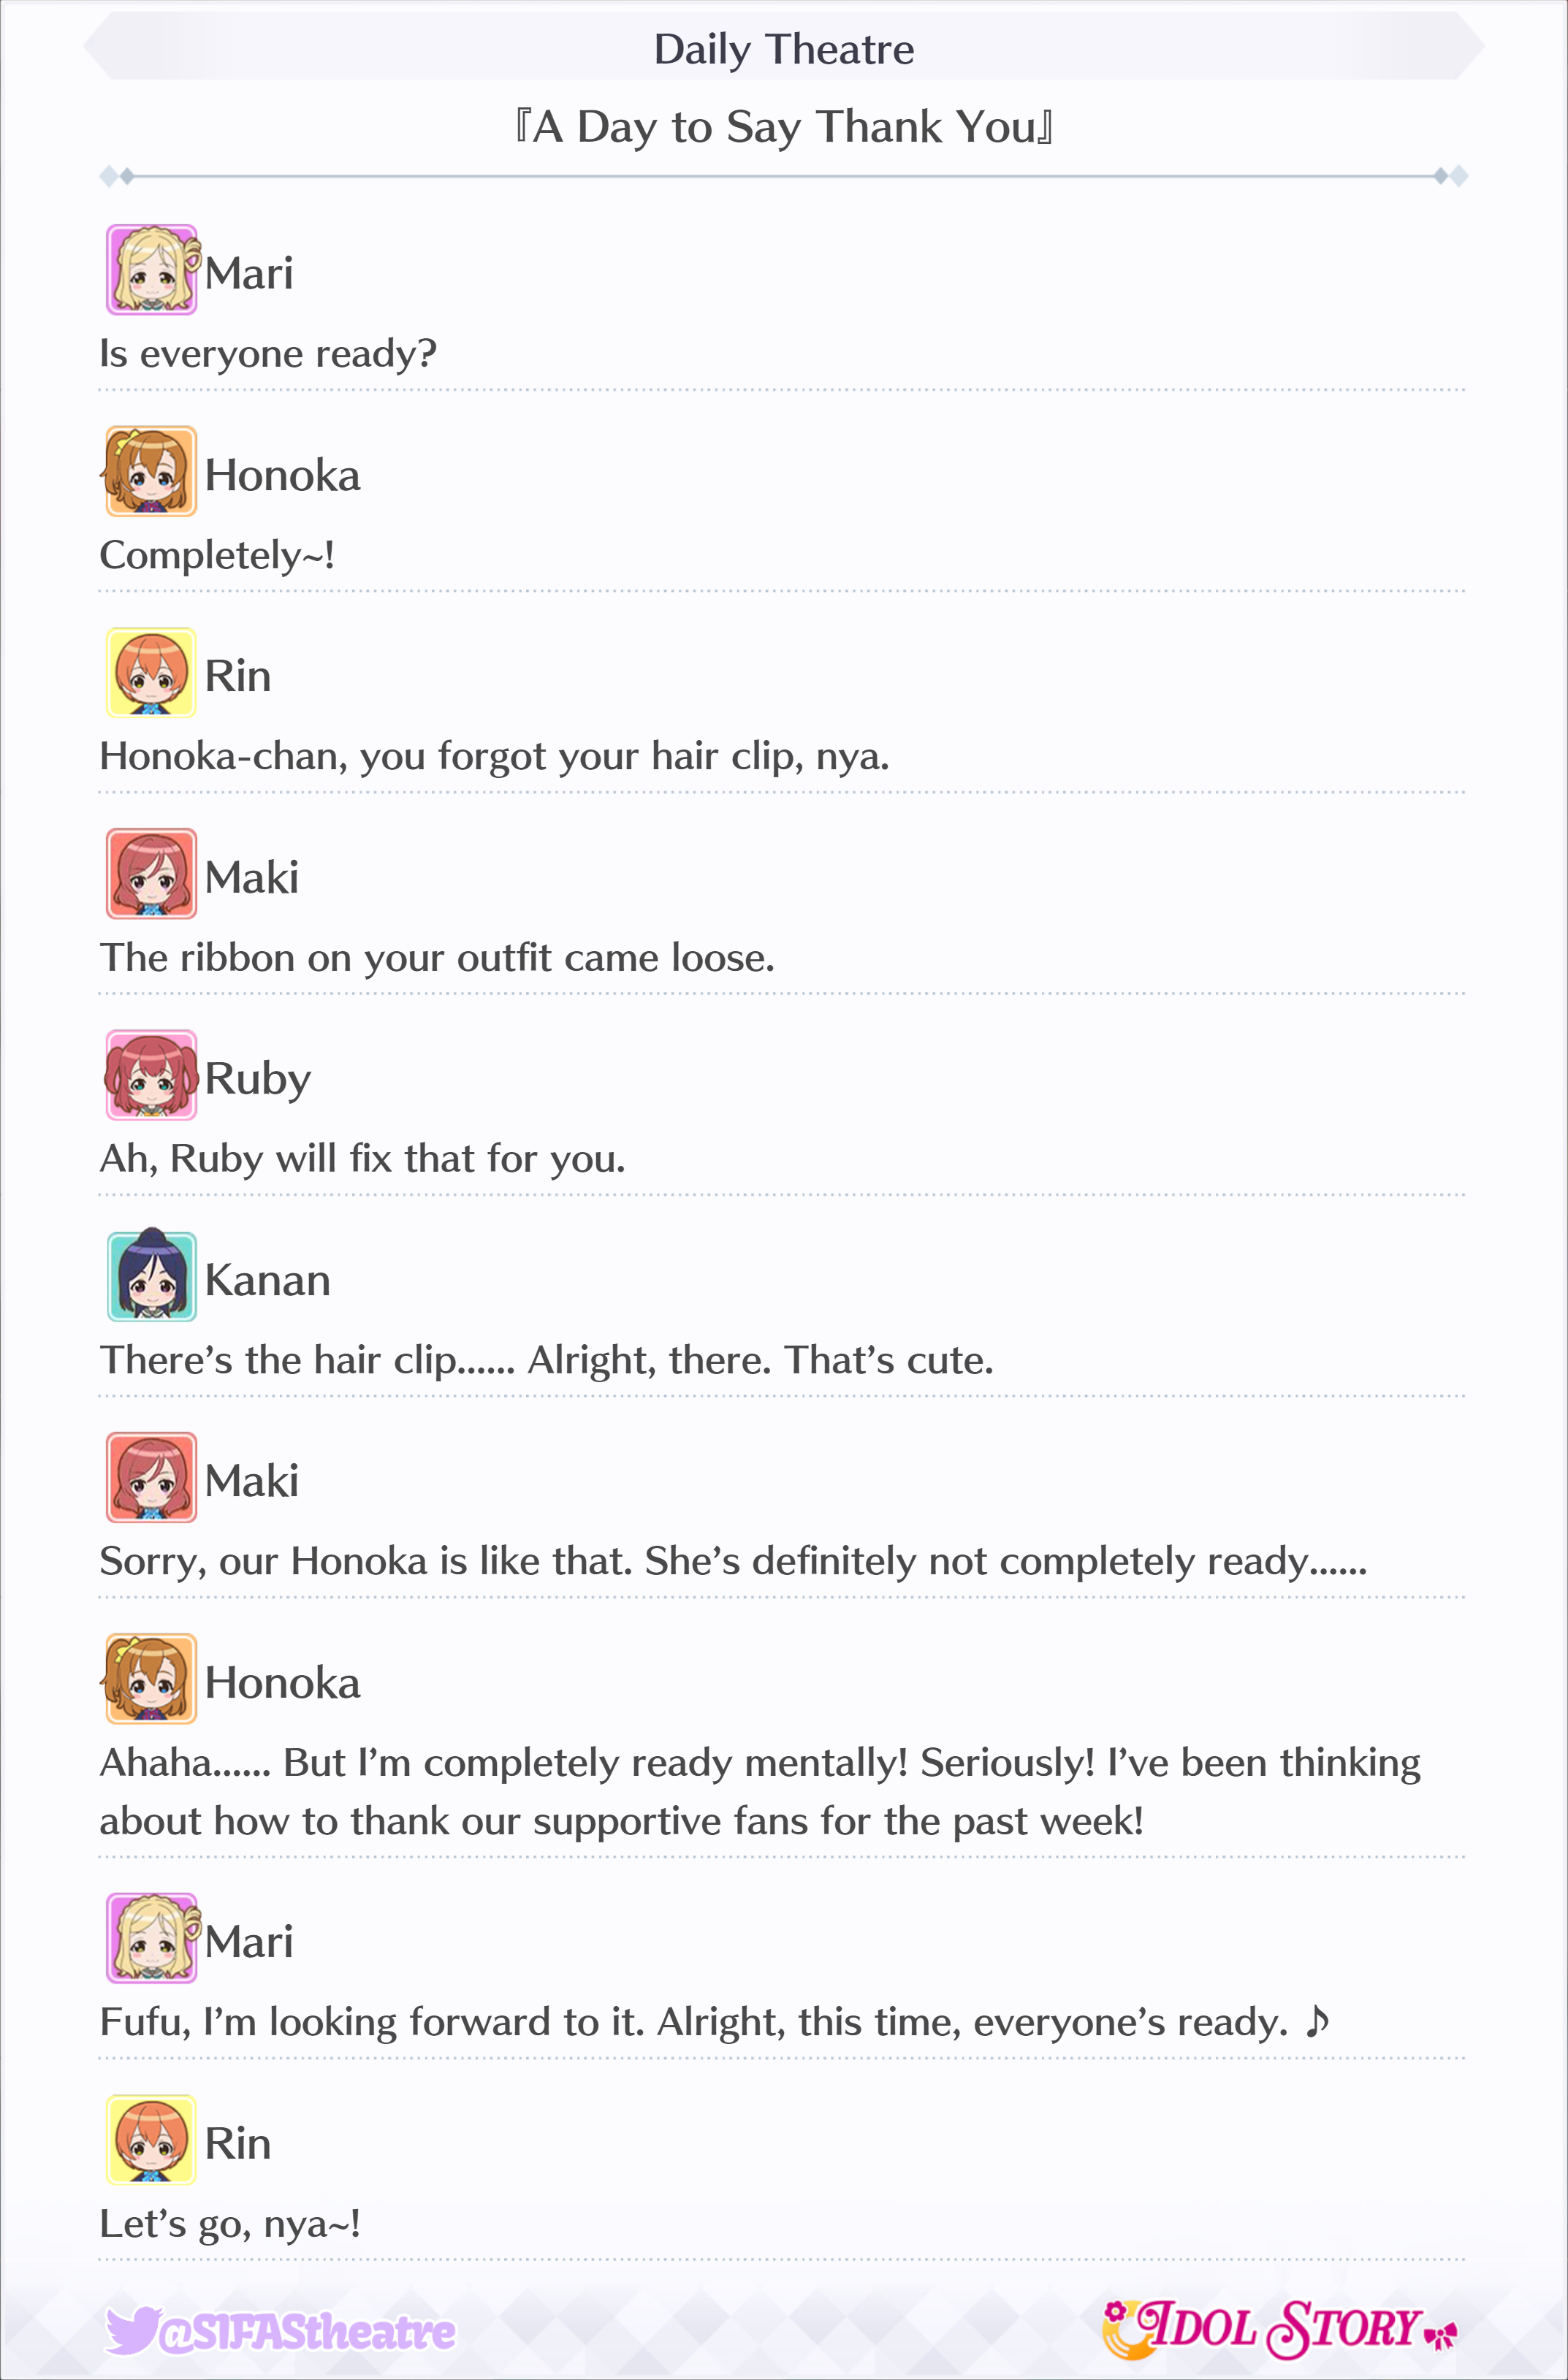 Daily Theatre
『A Day to Say Thank You』
Mari
Is everyone ready?
Honoka
Completely~!
Rin
Honoka-chan, you forgot your hair clip, nya.
Maki
The ribbon on your outfit came loose.
Ruby
Ah, Ruby will fix that for you.
Kanan
There’s the hair clip...... Alright, there. That’s cute.
Maki
Sorry, our Honoka is like that. She’s definitely not completely ready......
Honoka
Ahaha...... But I’m completely ready mentally! Seriously! I’ve been thinking
about how to thank our supportive fans for the past week!
Mari
Fufu, I’m looking forward to it. Alright, this time, everyone’s ready. ♪
Rin
Let’s go, nya~!
@SIFAStheatre
IDOL STORY